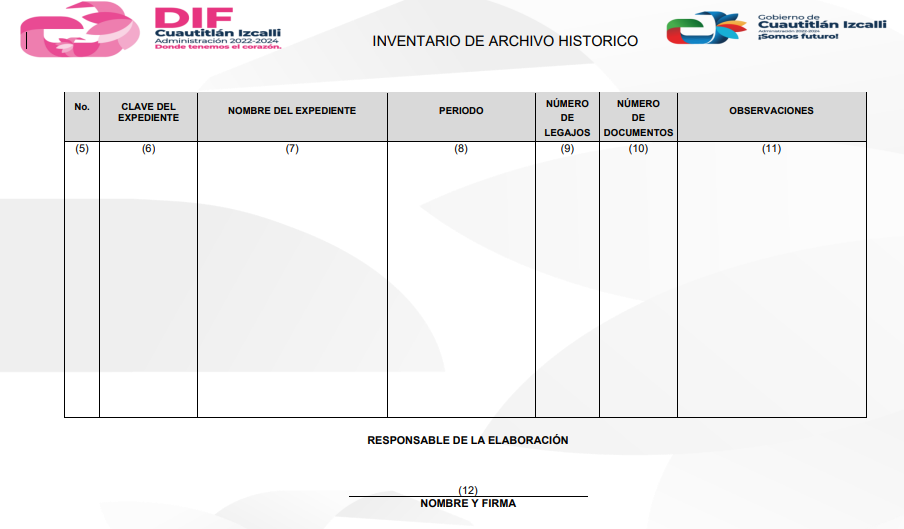 DIF
Cuautitlán Izcalli
Administración 2022-2024
Donde tenemos el corazón.
INVENTARIO DE ARCHIVO HISTORICO
Gobierno de
Cuautitlán Izcalli
Administración 2022-2024
¡Somos futuro!
No.
CLAVE DEL
EXPEDIENTE
NOMBRE DEL EXPEDIENTE
PERIODO
NÚMERO
DE
LEGAJOS
NÚMERO
DE
DOCUMENTOS
OBSERVACIONES
(5) (6) (7) (8) (9) (10) (11)
RESPONSABLE DE LA ELABORACIÓN
(12)
NOMBRE Y FIRMA